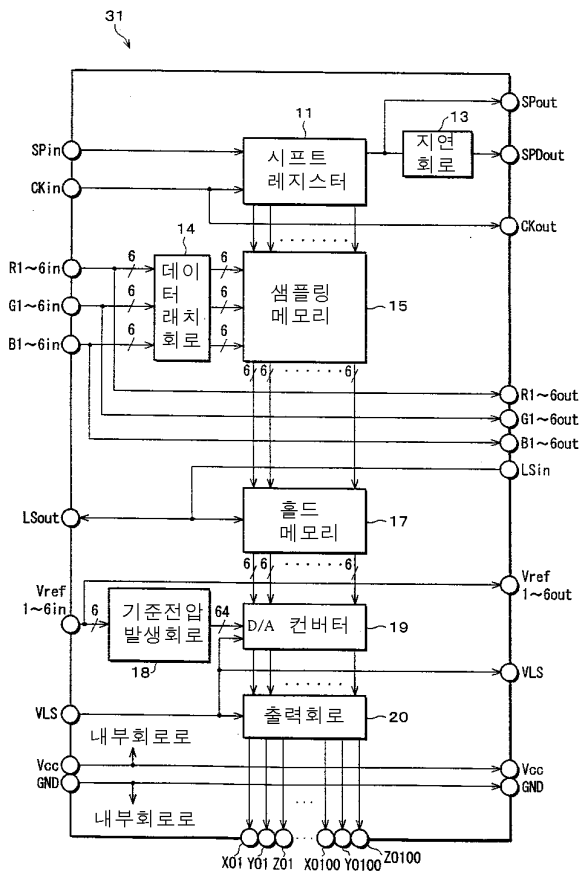 31
SPout
11
13
SPin
시프트
레지스터
지연
회로
SPDout
CKin
CKout
14
R1~6in
6
데이
터
래치
회로
6
샘플링
메모리
15
G1~6in
6
6
B1~6in
6
6
6
6
R1~6out
G1~6out
B1~6out
LSin
LSout
홀드
메모리
17
6
6
6
Vref
1~6in
6
기준전압
발생회로
18
64
D/A 컨버터
19
Vref
1~6out
VLS
VLS
출력회로
20
내부회로로
Vcc
Vcc
GND
GND
내부회로로
X01 Y01 Z01 X0100 Y0100 Z0100